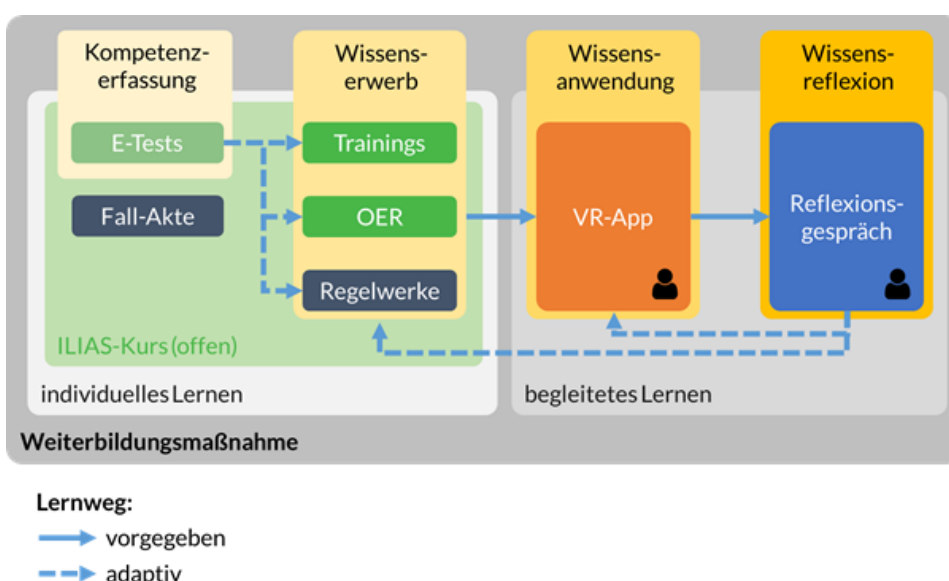 Kompetenz-
erfassung
Wissens-
erwerb
Wissens-
anwendung
Wissens-
reflexion
E-Tests
Trainings
Fall-Akte
OER
VR-App
Reflexions-
gespräch
Regelwerke
ILIAS-Kurs (offen)
individuelles Lernen
begleitetes Lernen
Weiterbildungsmaßnahme
Lernweg:
vorgegeben
adaptiv